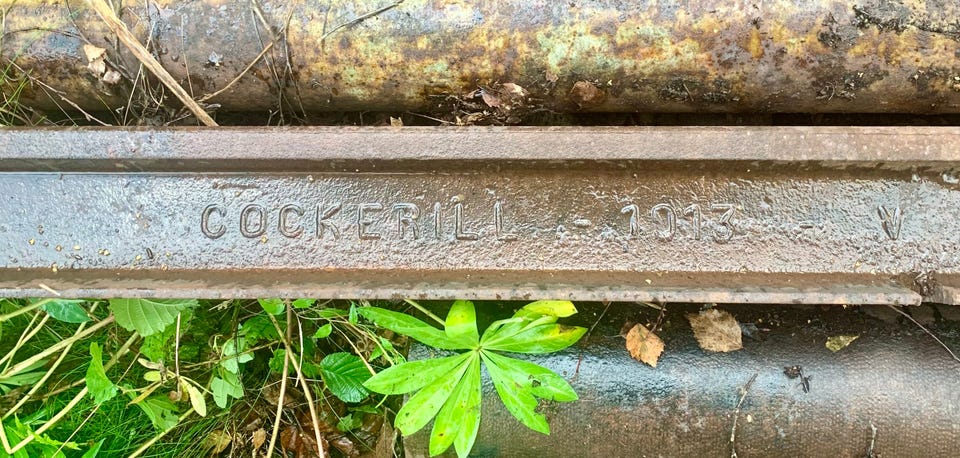 COCKERILL - 1913 - V